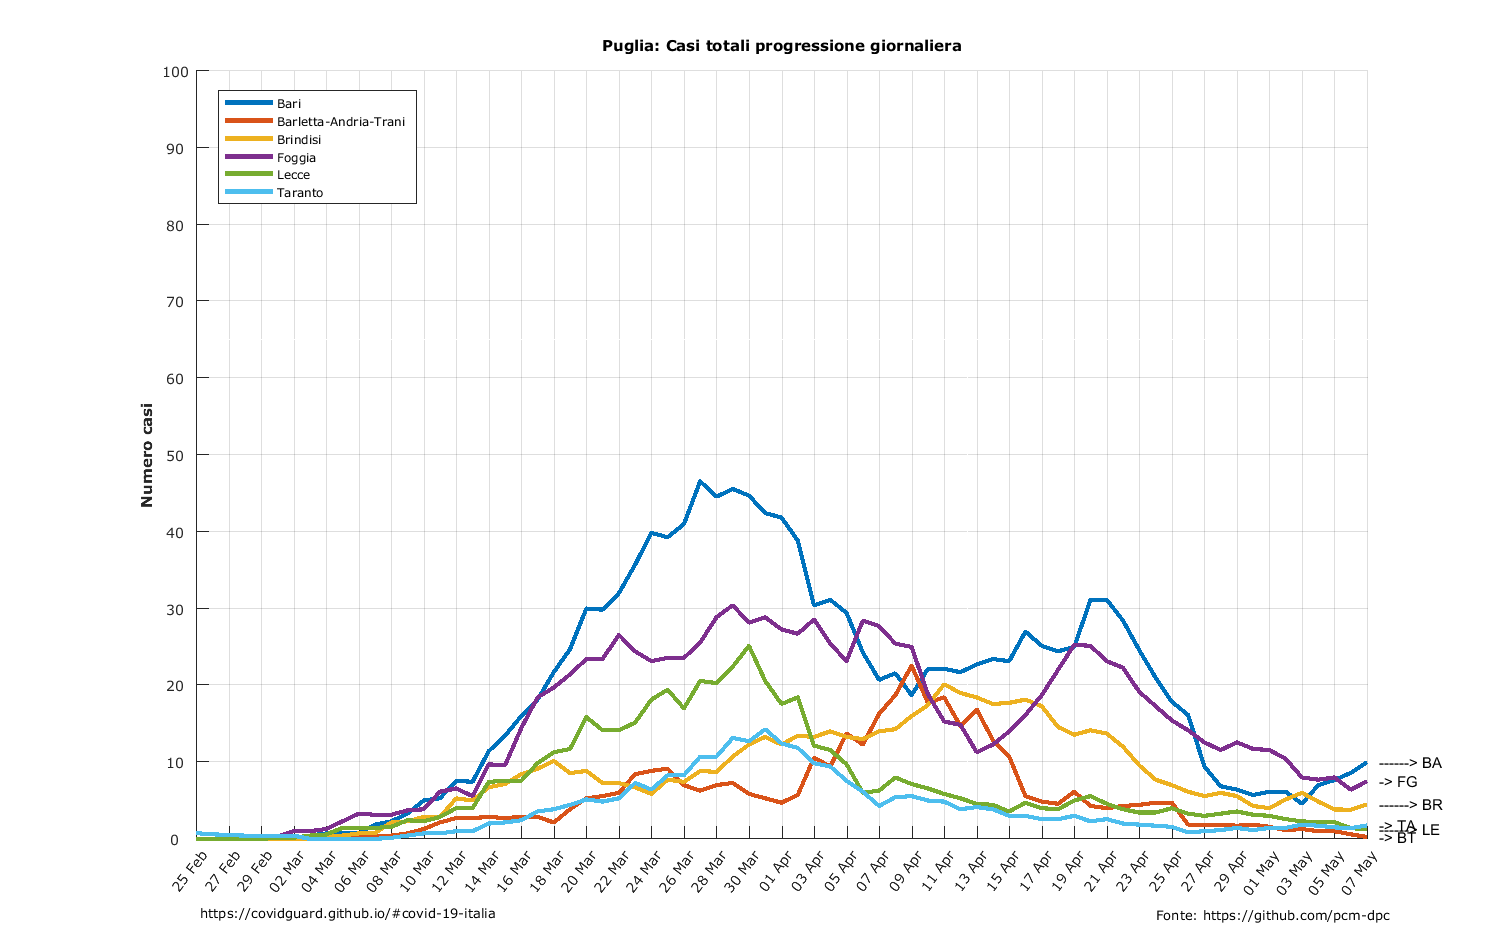 Puglia: Casi totali progressione giornaliera
100
90
80
70
60
50
40
30
20
10
0
Numero casi
Bari
Barletta-Andria-Trani
Brindisi
Foggia
Lecce
Taranto
------> BA
-> FG
------> BR
-> TA
------> LE
-> BT
25 Feb
27 Feb
29 Feb
02 Mar
04 Mar
06 Mar
08 Mar
10 Mar
12 Mar
14 Mar
16 Mar
18 Mar
20 Mar
22 Mar
24 Mar
26 Mar
28 Mar
30 Mar
01 Apr
03 Apr
05 Apr
07 Apr
09 Apr
11 Apr
13 Apr
15 Apr
17 Apr
19 Apr
21 Apr
23 Apr
25 Apr
27 Apr
29 Apr
01 May
03 May
05 May
07 May
https://covidguard.github.io/#covid-19-italia
Fonte: https://github.com/pcm-dpc